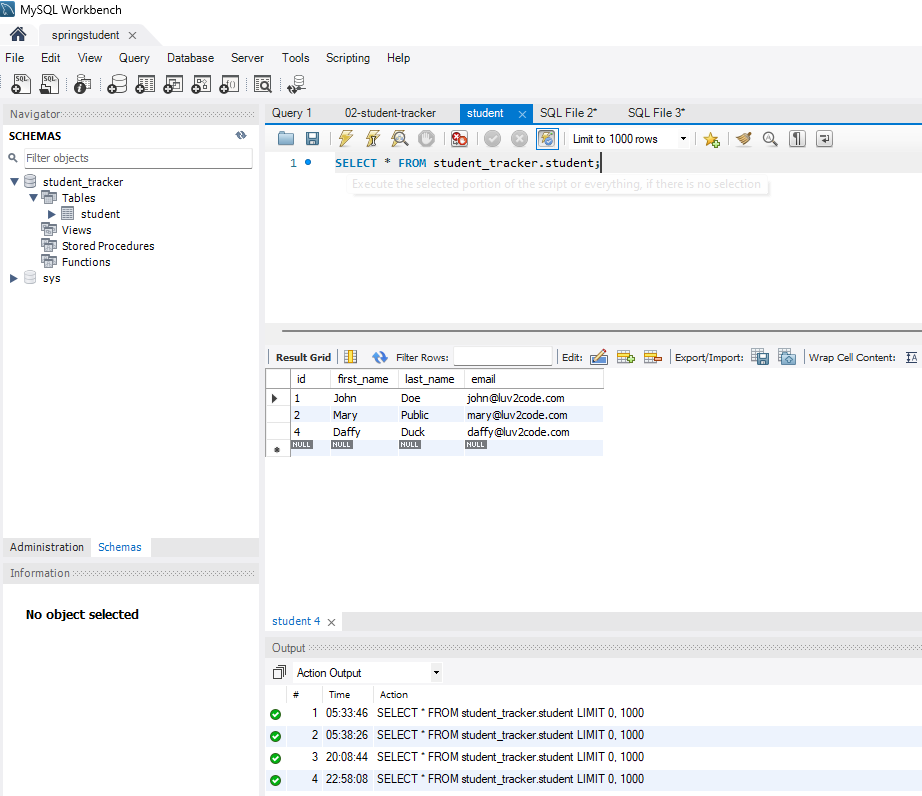 MySQL Workbench
springstudent
File Edit View Query Database Server Tools Scripting Help
Navigator
SCHEMAS
Filter objects
student_tracker
Tables
student
Views
Stored Procedures
Functions
sys
Administration Schemas
Information
No object selected
Query 1 02-student-tracker student SQL File 2* SQL File 3*
Limit to 1000 rows
1 SELECT * FROM student_tracker.student;
Execute the selected portion of the script or everything, if there is no selection
Result Grid Filter Rows: Edit: Export/Import: Wrap Cell Content:
id first_name last_name email
1 John Doe john@luv2code.com
2 Mary Public mary@luv2code.com
4 Daffy Duck daffy@luv2code.com
NULL NULL NULL NULL
student 4
Output
Action Output
# Time Action
1 05:33:46 SELECT * FROM student_tracker.student LIMIT 0, 1000
2 05:38:26 SELECT * FROM student_tracker.student LIMIT 0, 1000
3 20:08:44 SELECT * FROM student_tracker.student LIMIT 0, 1000
4 22:58:08 SELECT * FROM student_tracker.student LIMIT 0, 1000